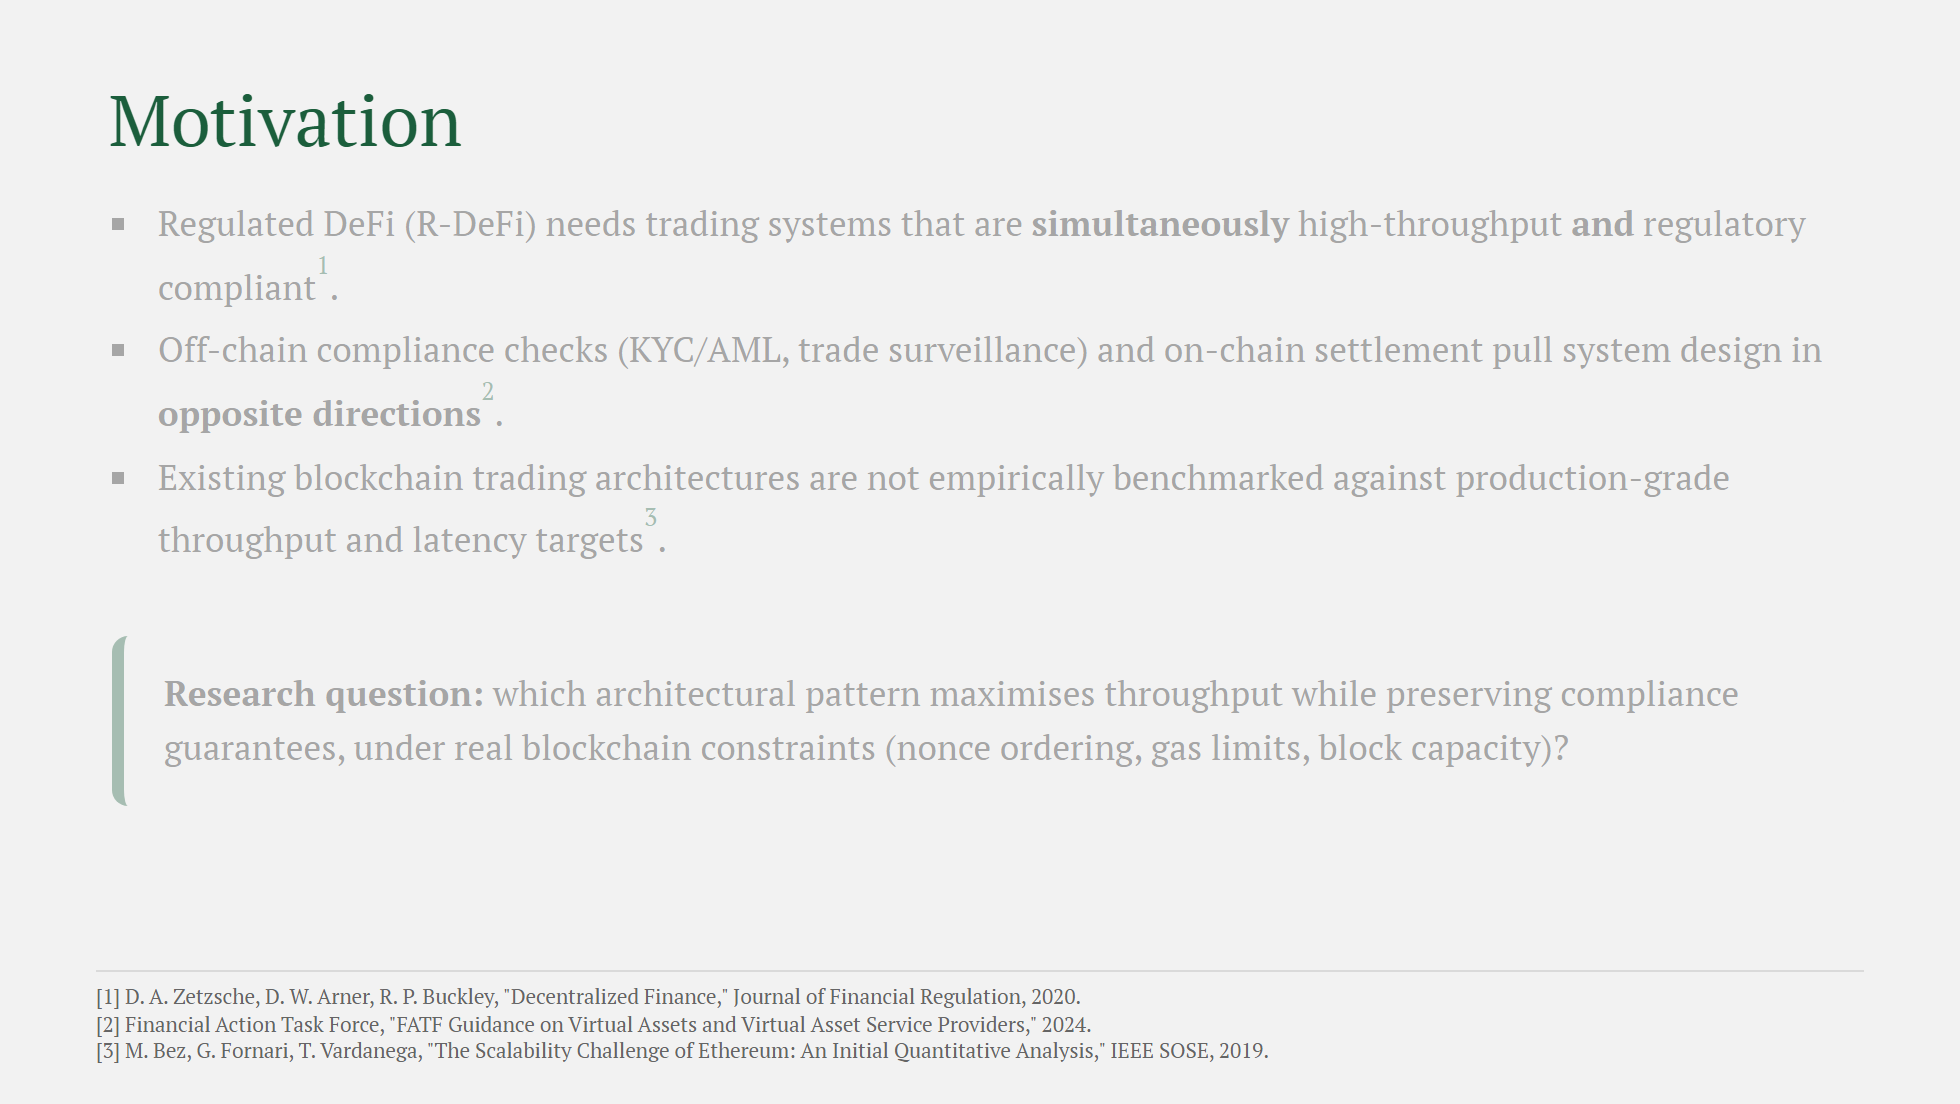 Motivation
▪ Regulated DeFi (R-DeFi) needs trading systems that are simultaneously high-throughput and regulatory
compliant1.
▪ Off-chain compliance checks (KYC/AML, trade surveillance) and on-chain settlement pull system design in
opposite directions2.
▪ Existing blockchain trading architectures are not empirically benchmarked against production-grade
throughput and latency targets3.
Research question: which architectural pattern maximises throughput while preserving compliance
guarantees, under real blockchain constraints (nonce ordering, gas limits, block capacity)?
[1] D. A. Zetzsche, D. W. Arner, R. P. Buckley, "Decentralized Finance," Journal of Financial Regulation, 2020.
[2] Financial Action Task Force, "FATF Guidance on Virtual Assets and Virtual Asset Service Providers," 2024.
[3] M. Bez, G. Fornari, T. Vardanega, "The Scalability Challenge of Ethereum: An Initial Quantitative Analysis," IEEE SOSE, 2019.